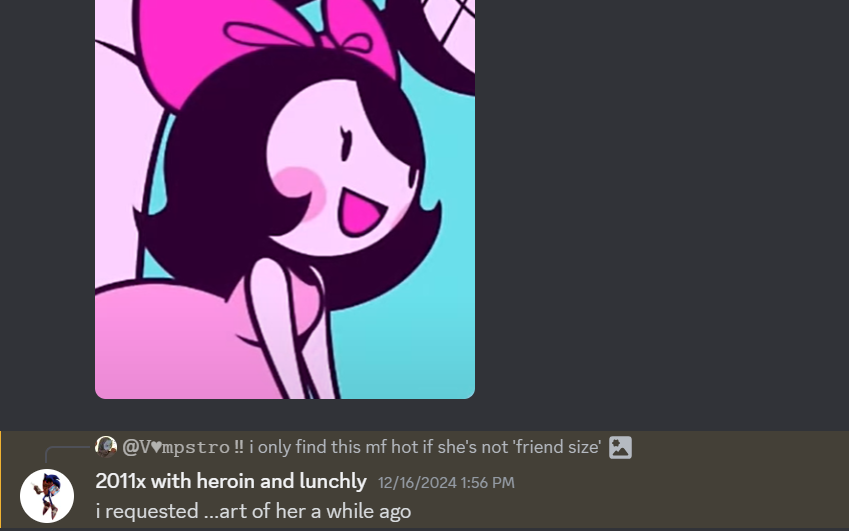 @V♥mpstro !! i only find this mf hot if she's not 'friend size'
2011x with heroin and lunchly 12/16/2024 1:56 PM
i requested ...art of her a while ago